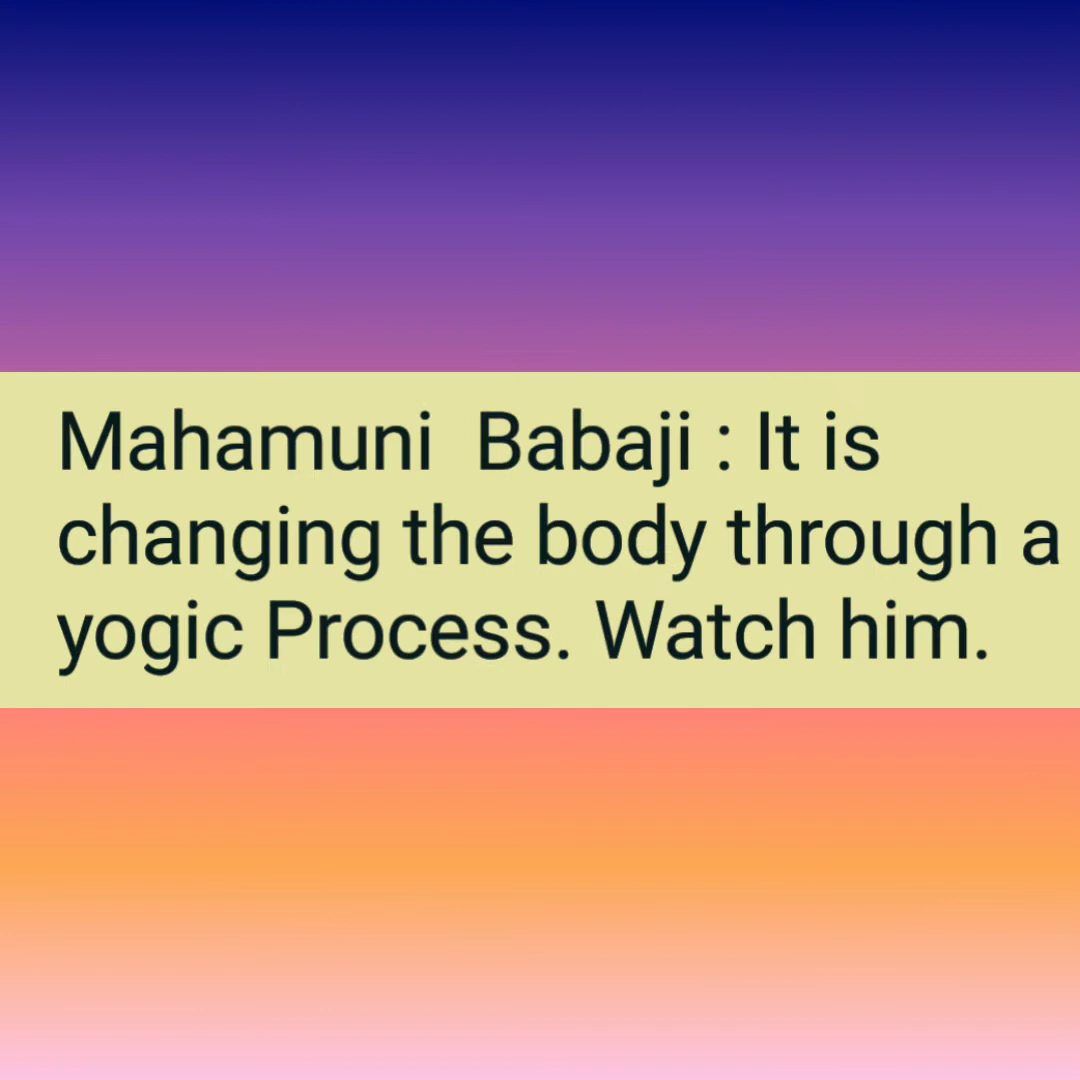 Mahamuni  Babaji : It is
changing the body through a
yogic Process. Watch him.